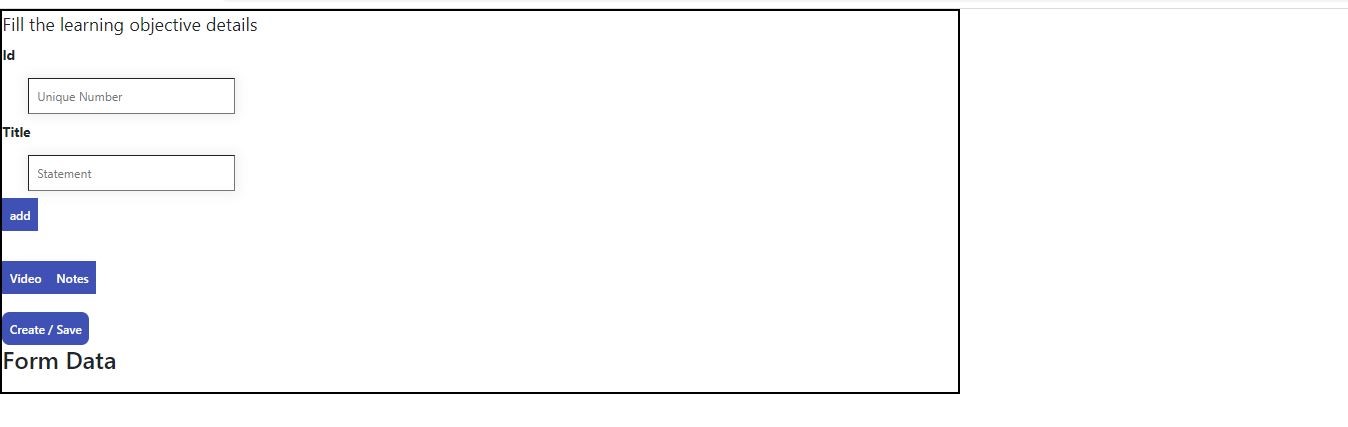 Fill the learning objective details
Id
Unique Number
Title
Statement
add
Video Notes
Create / Save
Form Data